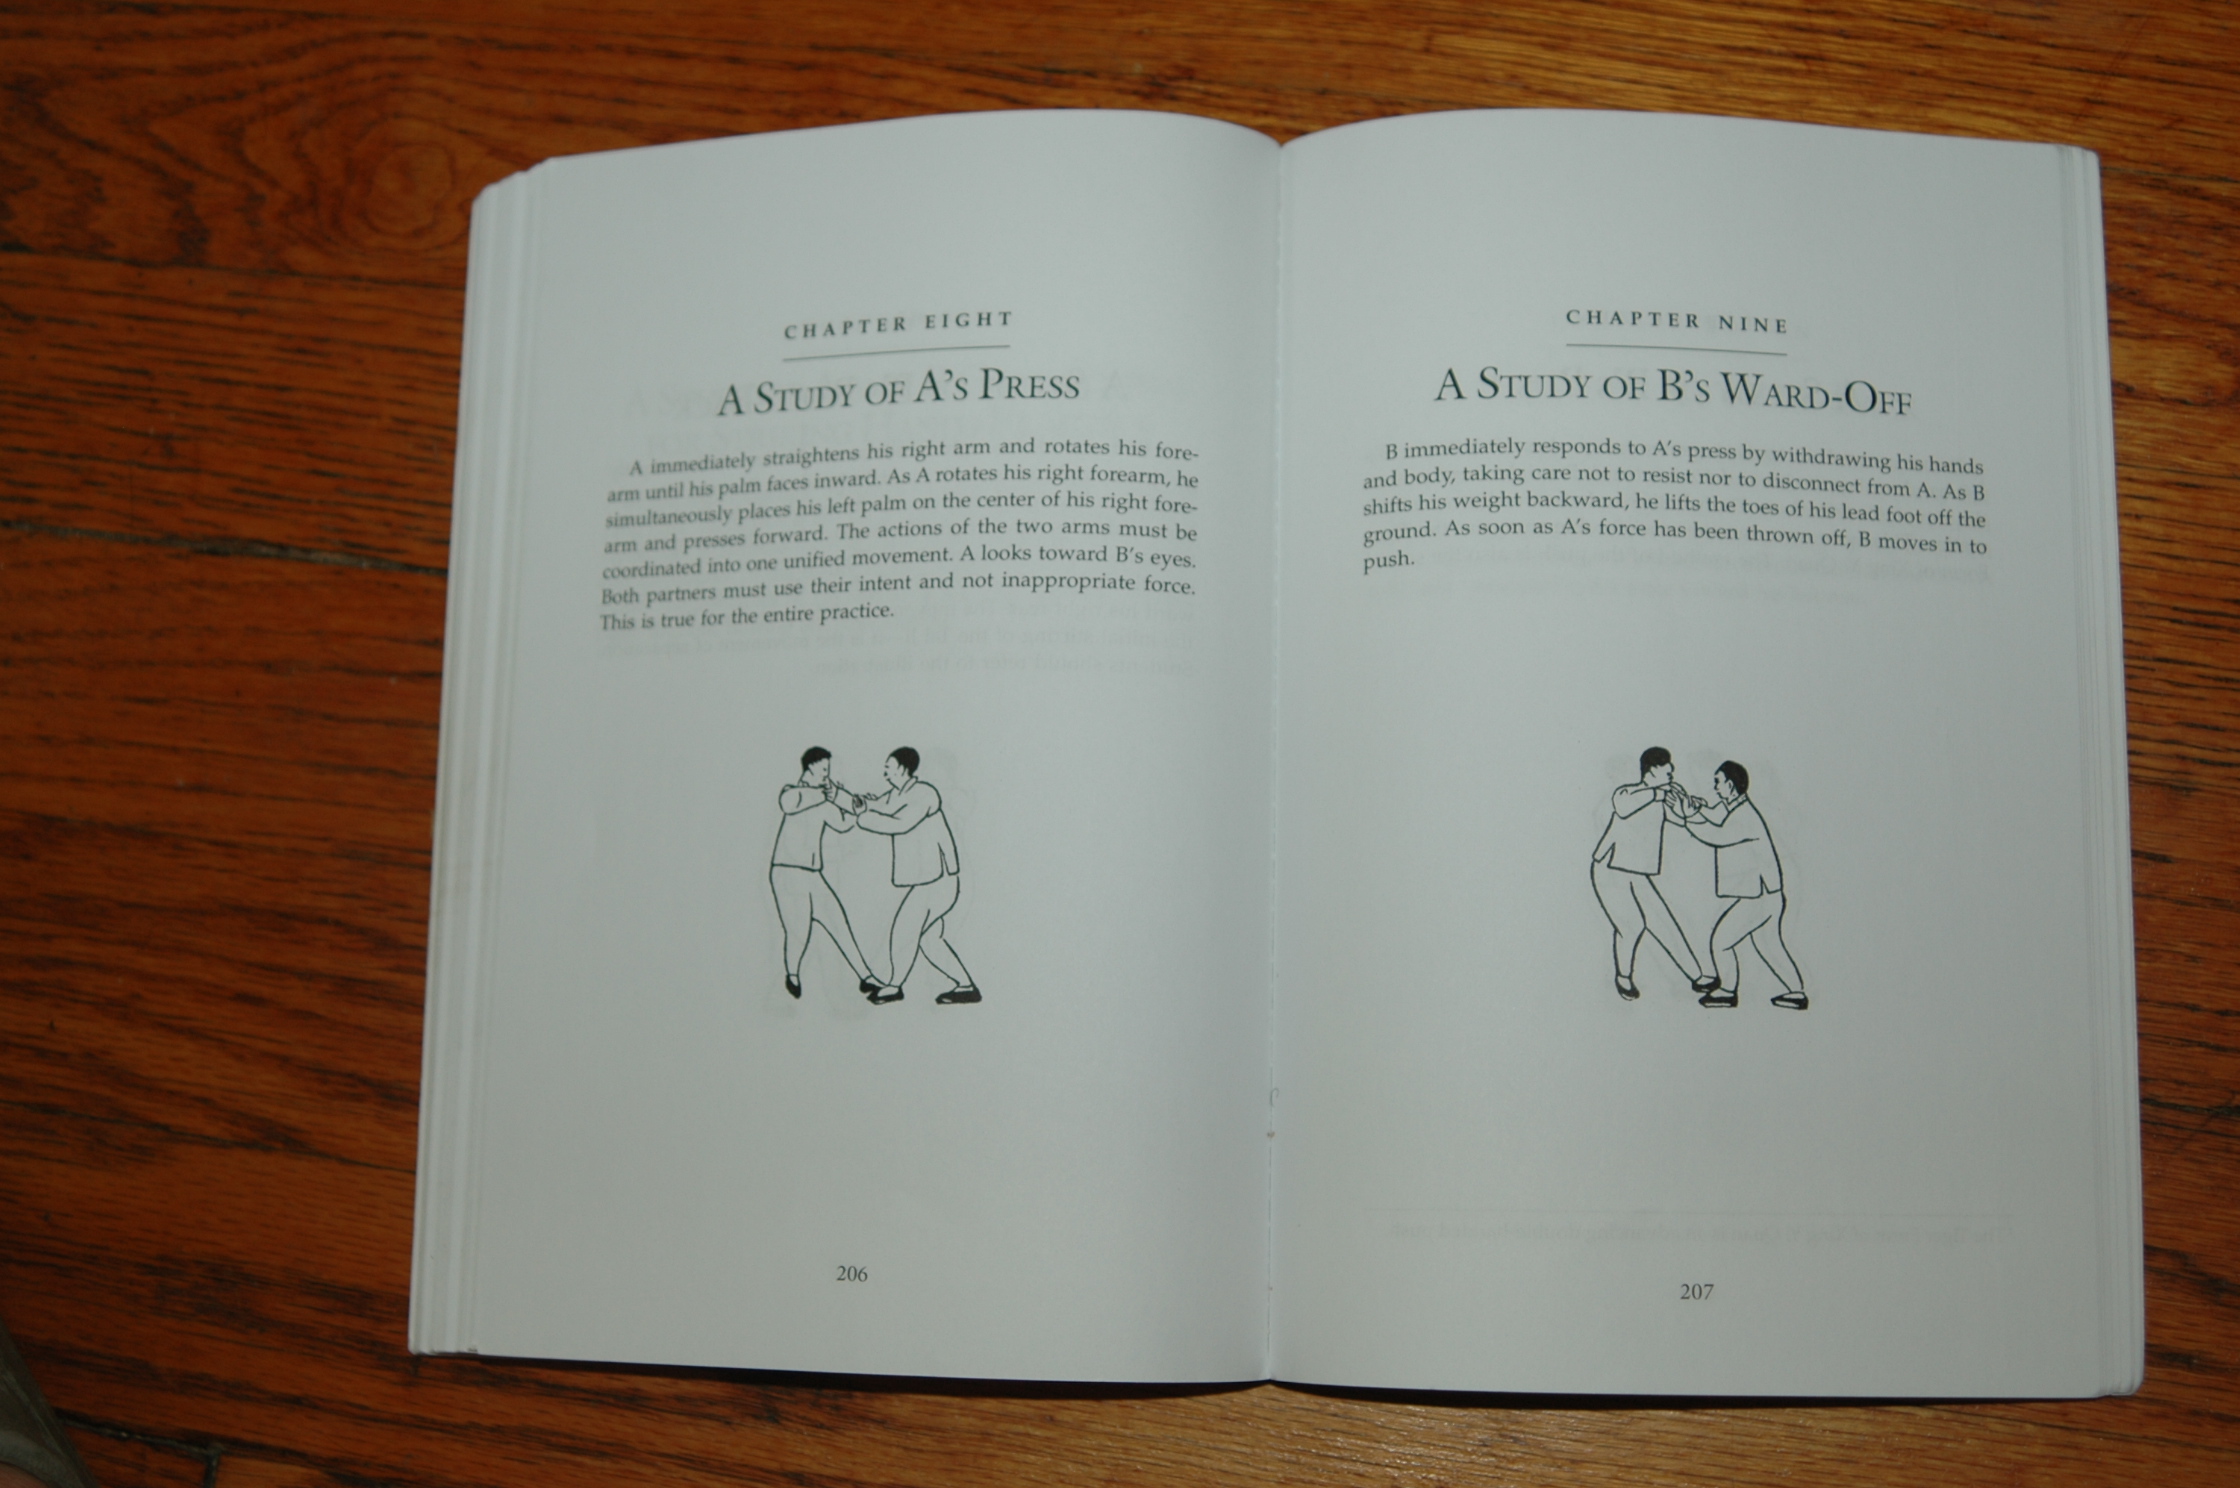 CHAPTER EIGHT
A STUDY OF A'S PRESS
A immediately straightens his right arm and rotates his fore-
arm until his palm faces inward. As A rotates his right forearm, he
simultaneously places his left palm on the center of his right fore-
arm and presses forward. The actions of the two arms must be
coordinated into one unified movement. A looks toward B's eyes.
Both partners must use their intent and not inappropriate force.
This is true for the entire practice.
206
CHAPTER NINE
A STUDY OF B'S WARD-OFF
B immediately responds to A's press by withdrawing his hands
and body, taking care not to resist nor to disconnect from A. As B
shifts his weight backward, he lifts the toes of his lead foot off the
ground. As soon as A's force has been thrown off, B moves in to
push.
207